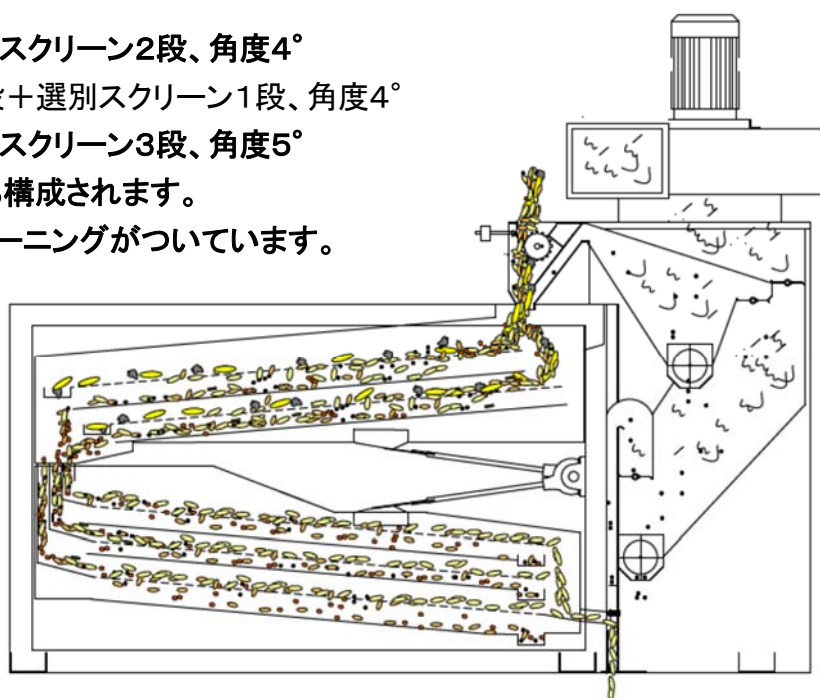 スクリーン2段、角度4°
＋選別スクリーン1段、角度4°
スクリーン3段、角度5°
構成されます。
ーニングがついています。